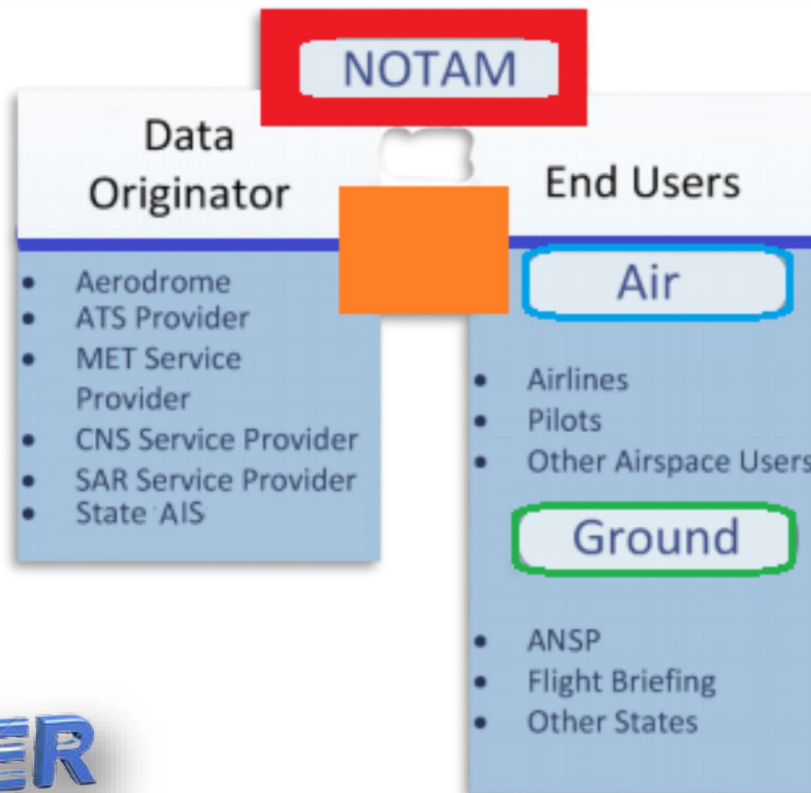 NOTAM
Data
Originator
Aerodrome
ATS Provider
MET Service
Provider
CNS Service Provider
SAR Service Provider
State AIS
End Users
Air
Airlines
Pilots
Other Airspace Users
Ground
ANSP
Flight Briefing
Other States
ER